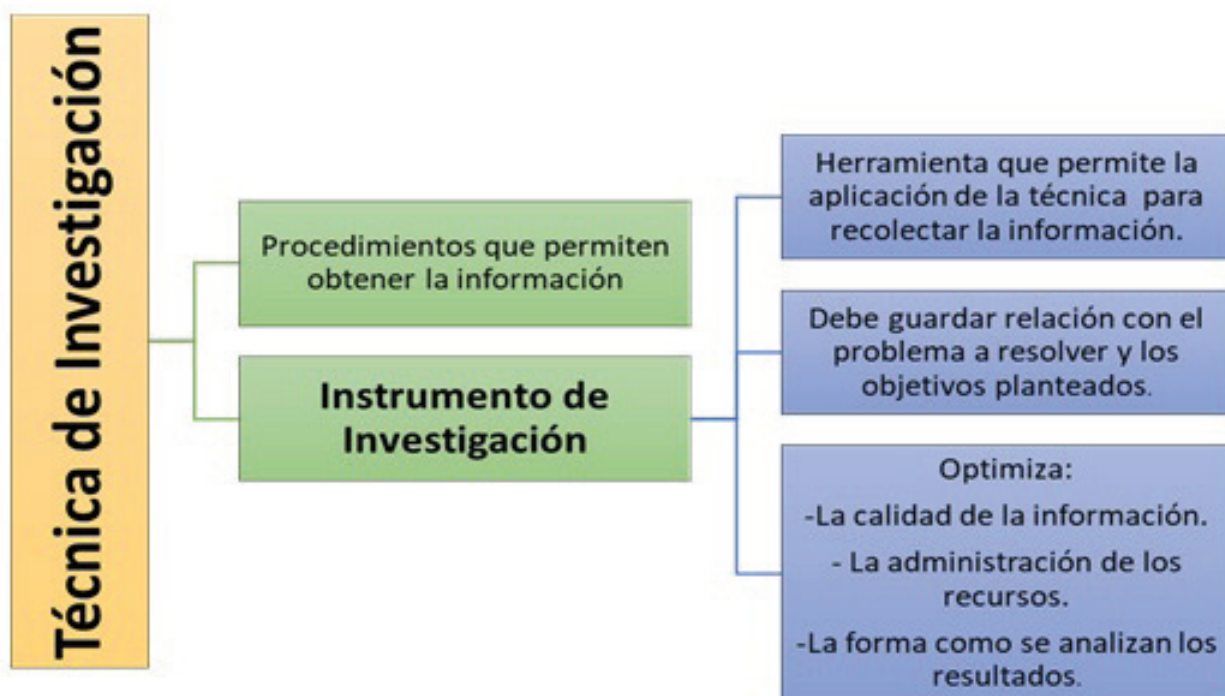 Técnica de Investigación
Procedimientos que permiten
obtener la información
Instrumento de
Investigación
Herramienta que permite la
aplicación de la técnica para
recolectar la información.
Debe guardar relación con el
problema a resolver y los
objetivos planteados.
Optimiza:
-La calidad de la información.
- La administración de los
recursos.
-La forma como se analizan los
resultados.